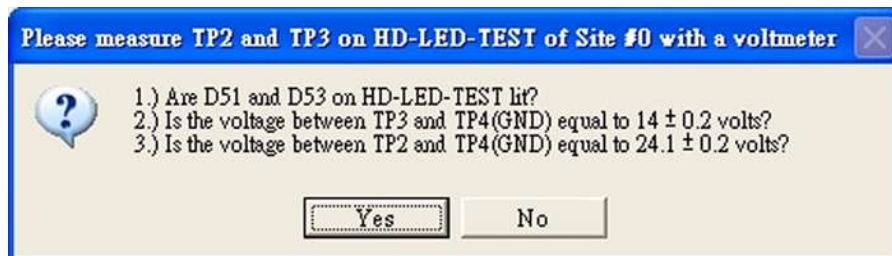 Please measure TP2 and TP3 on HD-LED-TEST of Site #0 with a voltmeter
1.) Are D51 and D53 on HD-LED-TEST lit?
2.) Is the voltage between TP3 and TP4(GND) equal to 14 ± 0.2 volts?
3.) Is the voltage between TP2 and TP4(GND) equal to 24.1 ± 0.2 volts?
Yes No